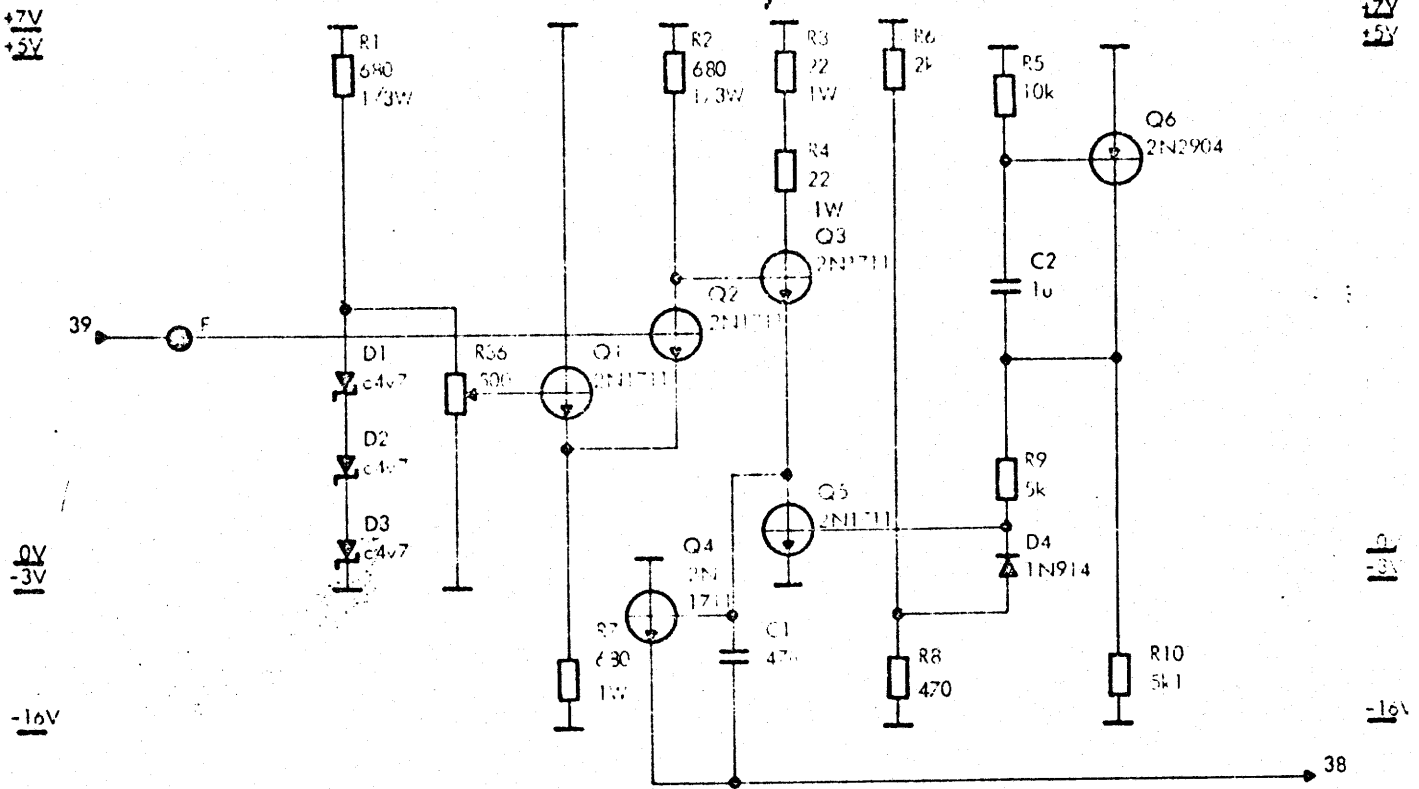 +7V
+5V
+7V
+5V
R1
680
1/3W
R2
680
1/3W
R3
22
1W
R6
2k
R5
10k
Q6
2N2904
R4
22
1W
Q3
2N1711
C2
1u
39
F
Q2
2N1711
D1
c4v7
R36
500
Q1
2N1711
D2
c4v7
R9
5k
Q5
2N1711
D3
c4v7
0V
-3V
Q4
2N
1711
D4
1N914
0V
-3V
R7
680
1W
C1
R8
470
R10
5k1
-16V
-16V
38